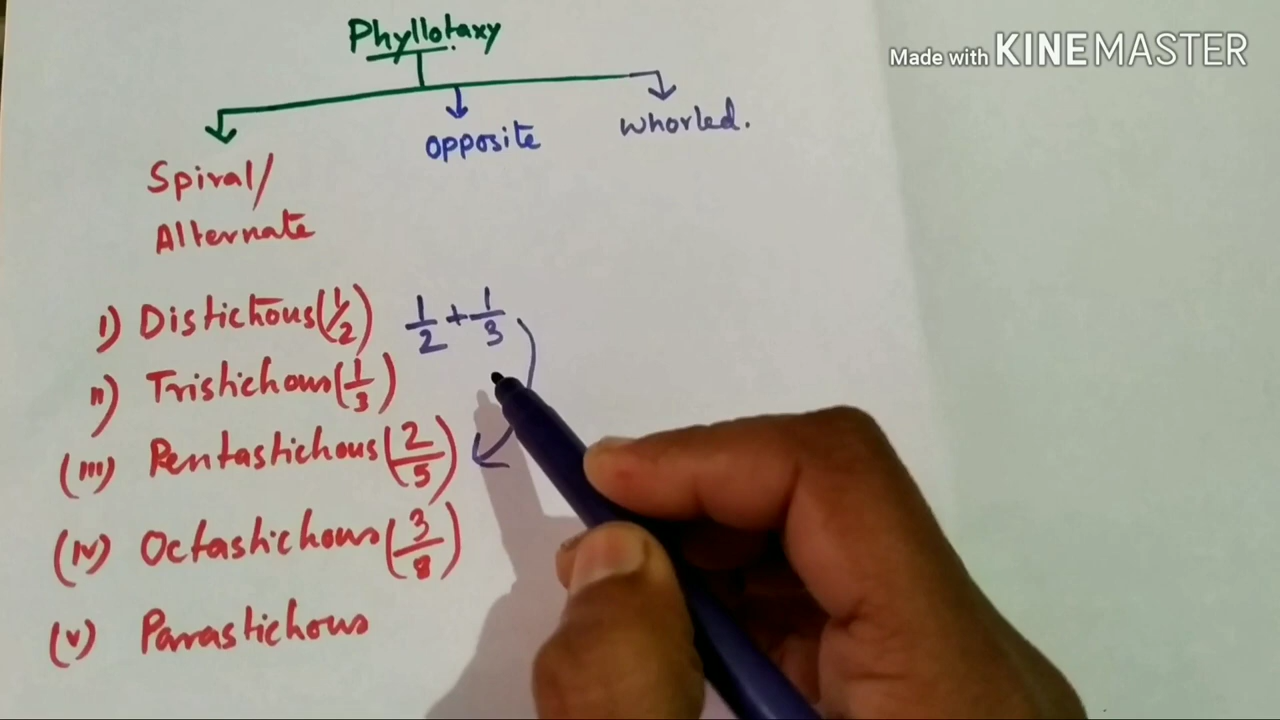 Phyllotaxy
Made with KINEMASTER
Spiral/
Alternate
opposite
whorled.
i) Distichous(1/2) 1/2 + 1/3
ii) Tristichous(1/3)
(iii) Pentastichous(2/5)
(iv) Octastichous(3/8)
(v) Parastichous